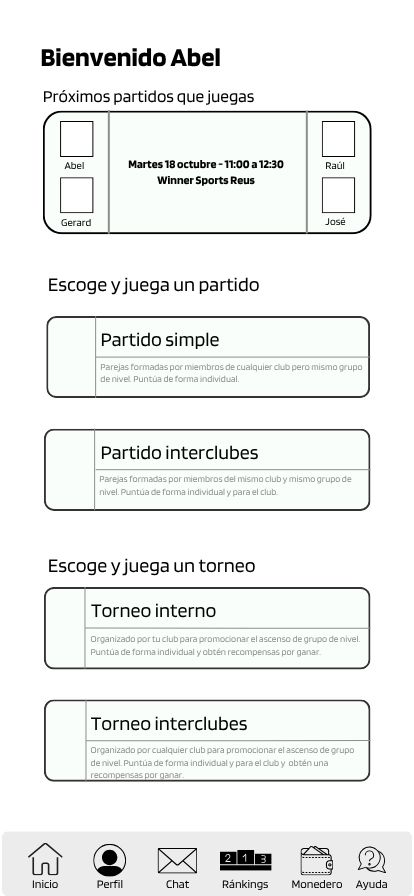 Bienvenido Abel
Próximos partidos que juegas
Abel
Gerard
Martes 18 octubre - 11:00 a 12:30
Winner Sports Reus
Raúl
José
Escoge y juega un partido
Partido simple
Parejas formadas por miembros de cualquier club pero mismo grupo
de nivel. Puntúa de forma individual.
Partido interclubes
Parejas formadas por miembros del mismo club y mismo grupo de
nivel. Puntúa de forma individual y para el club.
Escoge y juega un torneo
Torneo interno
Organizado por tu club para promocionar el ascenso de grupo de nivel.
Puntúa de forma individual y obtén recompensas por ganar.
Torneo interclubes
Organizado por cualquier club para promocionar el ascenso de grupo
de nivel. Puntúa de forma individual y para el club y obtén una
recompensas por ganar.
2 1 3
Inicio Perfil Chat Ránkings Monedero Ayuda